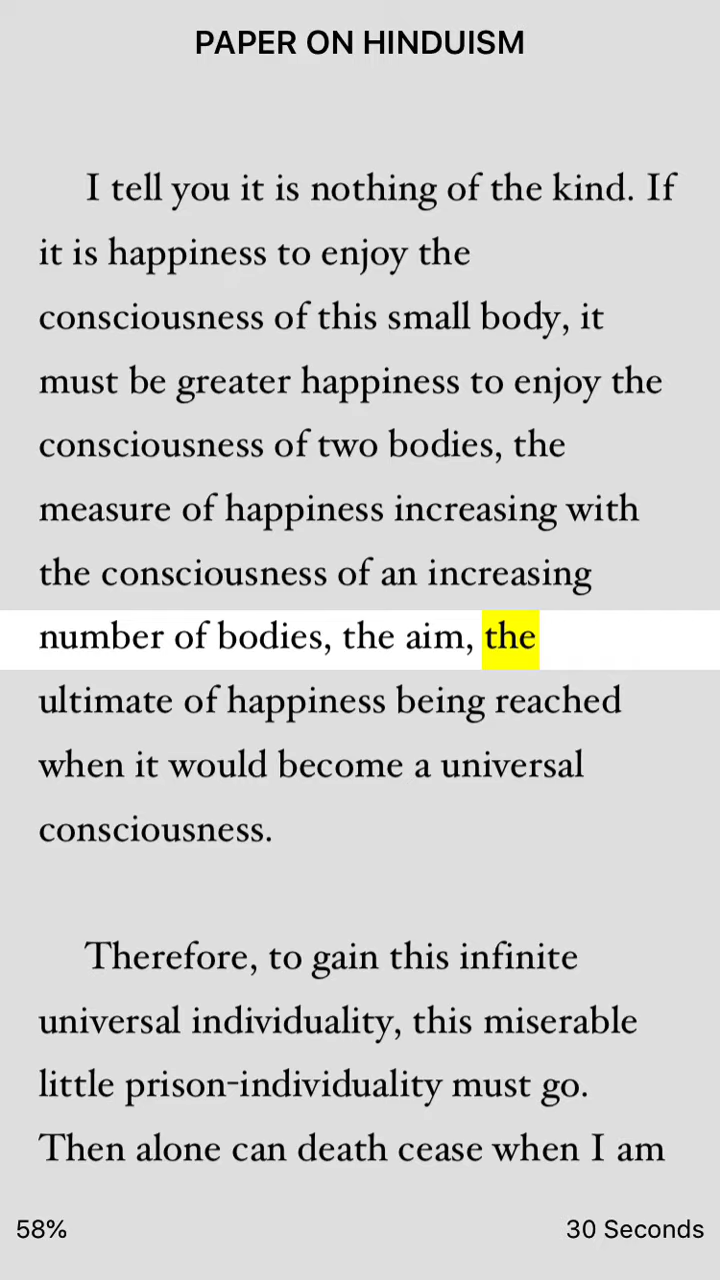 PAPER ON HINDUISM
I tell you it is nothing of the kind. If
it is happiness to enjoy the
consciousness of this small body, it
must be greater happiness to enjoy the
consciousness of two bodies, the
measure of happiness increasing with
the consciousness of an increasing
number of bodies, the aim, the
ultimate of happiness being reached
when it would become a universal
consciousness.
Therefore, to gain this infinite
universal individuality, this miserable
little prison-individuality must go.
Then alone can death cease when I am
58%
30 Seconds